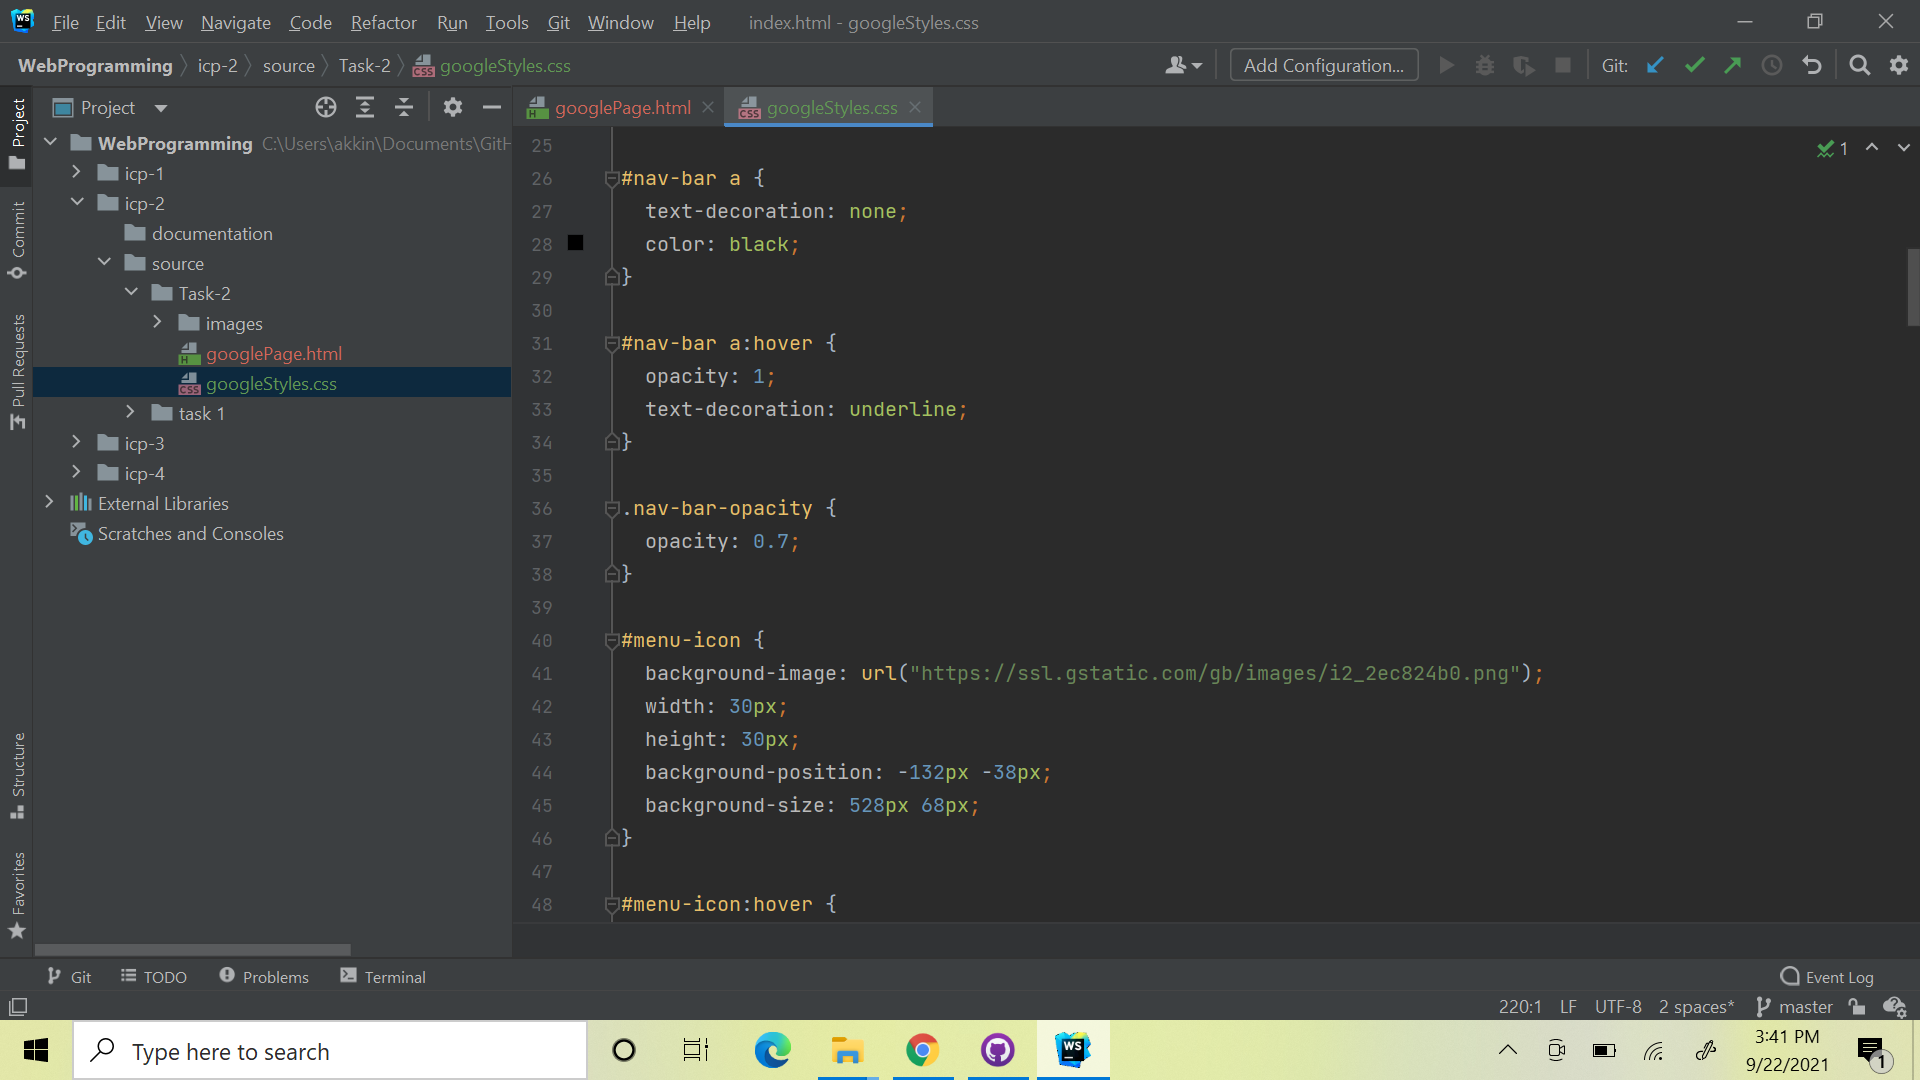 WS File Edit View Navigate Code Refactor Run Tools Git Window Help index.html - googleStyles.css
WebProgramming icp-2 source Task-2 CSS googleStyles.css Add Configuration... Git:
Project
H googlePage.html CSS googleStyles.css
WebProgramming C:\Users\akkin\Documents\GitH
icp-1
icp-2
documentation
source
Task-2
images
H googlePage.html
CSS googleStyles.css
task 1
icp-3
icp-4
External Libraries
Scratches and Consoles
Project
Commit
Pull Requests
Structure
Favorites
1
25
26 #nav-bar a {
27 text-decoration: none;
28 color: black;
29 }
30
31 #nav-bar a:hover {
32 opacity: 1;
33 text-decoration: underline;
34 }
35
36 .nav-bar-opacity {
37 opacity: 0.7;
38 }
39
40 #menu-icon {
41 background-image: url("https://ssl.gstatic.com/gb/images/i2_2ec824b0.png");
42 width: 30px;
43 height: 30px;
44 background-position: -132px -38px;
45 background-size: 528px 68px;
46 }
47
48 #menu-icon:hover {
Git TODO Problems Terminal Event Log
220:1 LF UTF-8 2 spaces* master
Type here to search WS 3:41 PM
9/22/2021 1